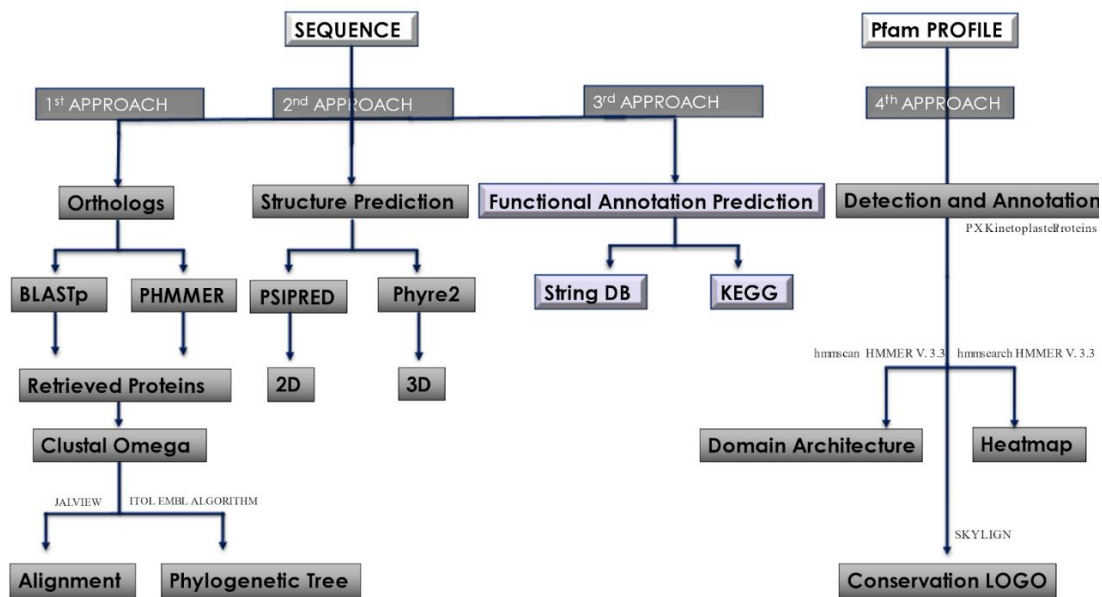 SEQUENCE
Pfam PROFILE
1st APPROACH
2nd APPROACH
3rd APPROACH
4th APPROACH
Orthologs
Structure Prediction
Functional Annotation Prediction
Detection and Annotation
PX Kinetoplasted Proteins
BLASTp
PHMMER
PSIPRED
Phyre2
String DB
KEGG
hmmscan HMMER V. 3.3
hmmsearch HMMER V. 3.3
Retrieved Proteins
2D
3D
Clustal Omega
Domain Architecture
Heatmap
JALVIEW
ITOL EMBL ALGORITHM
SKYLIGN
Alignment
Phylogenetic Tree
Conservation LOGO